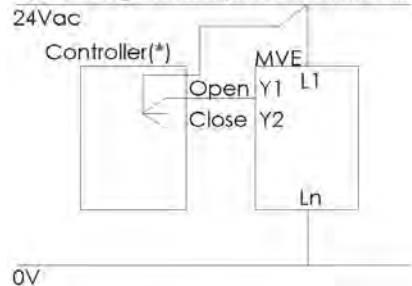 24Vac
Controller(*)
MVE
Open Y1 L1
Close Y2
Ln
0V